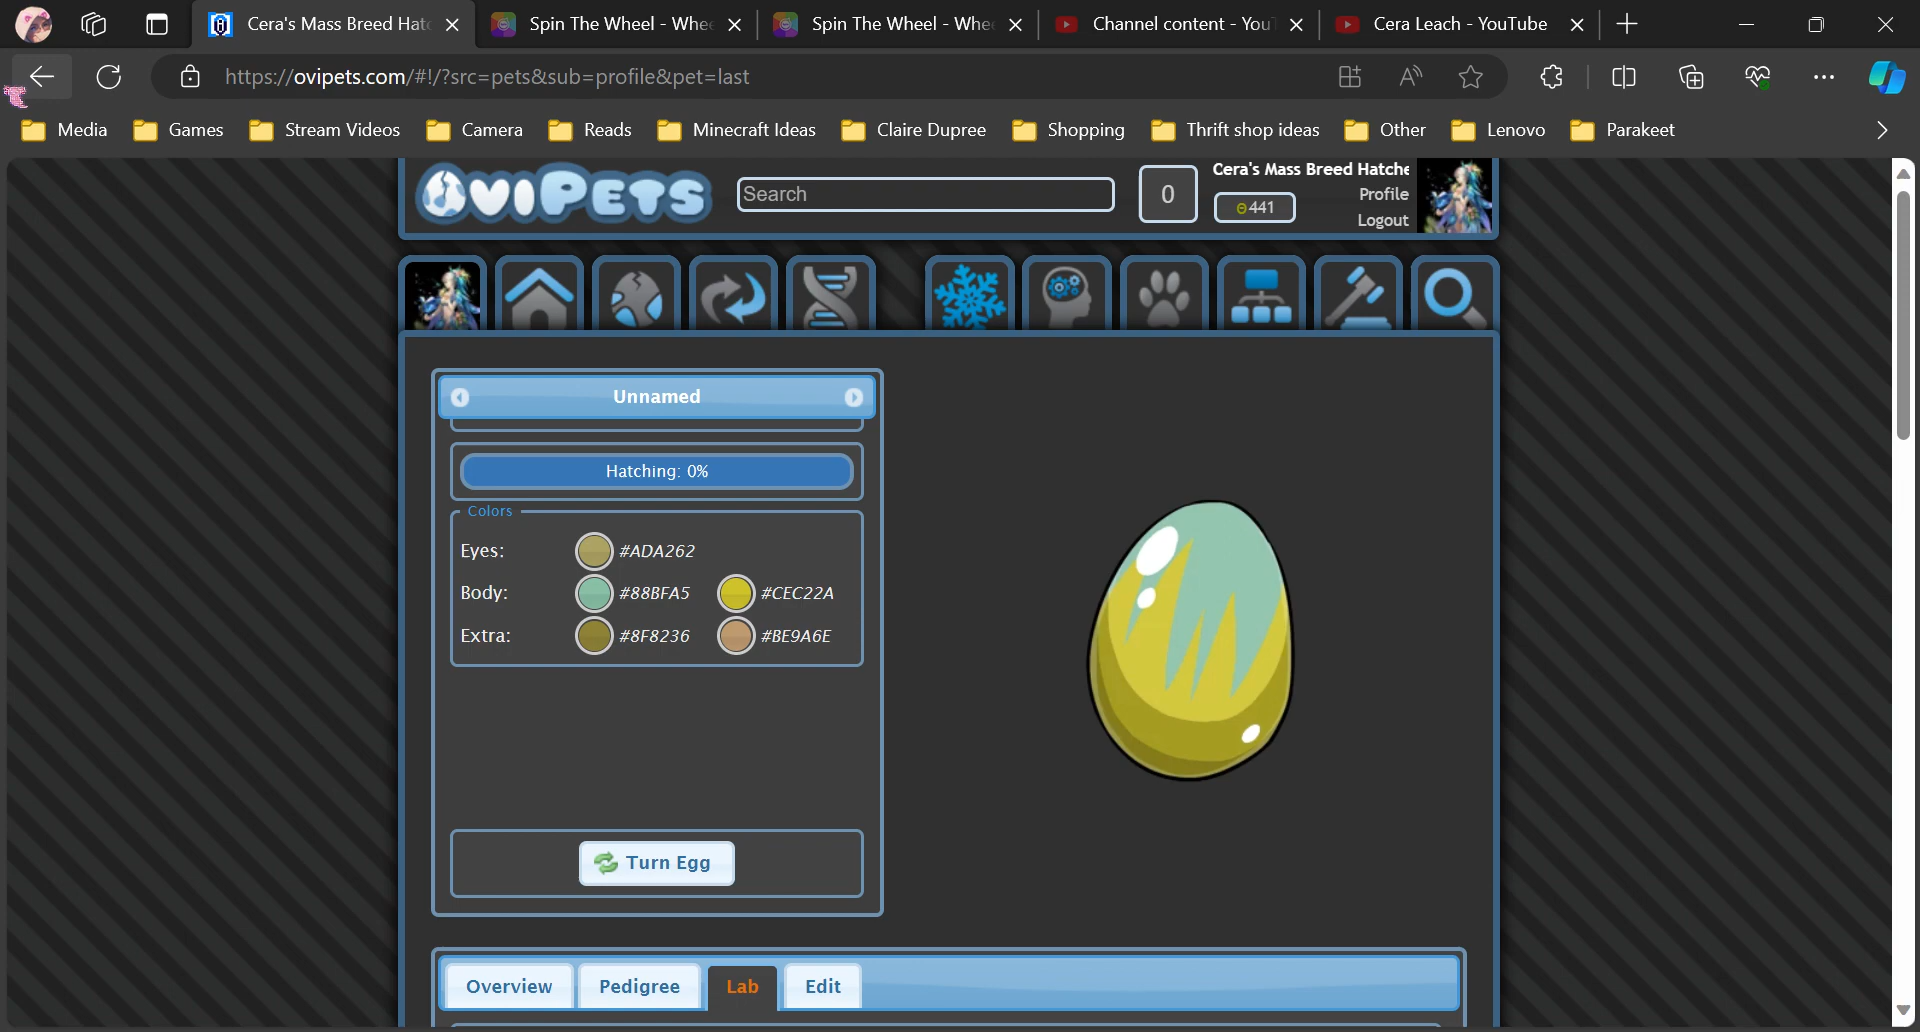 Cera's Mass Breed Hatc
Spin The Wheel - Whee
Spin The Wheel - Whe
Channel content - YouT
Cera Leach - YouTube
https://ovipets.com/#!/?src=pets&sub=profile&pet=last
Media
Games
Stream Videos
Camera
Reads
Minecraft Ideas
Claire Dupree
Shopping
Thrift shop ideas
Other
Lenovo
Parakeet
OviPets
Search
0
Cera's Mass Breed Hatche
441
Profile
Logout
Unnamed
Hatching: 0%
Colors
Eyes: #ADA262
Body: #88BFA5 #CEC22A
Extra: #8F8236 #BE9A6E
Turn Egg
Overview
Pedigree
Lab
Edit